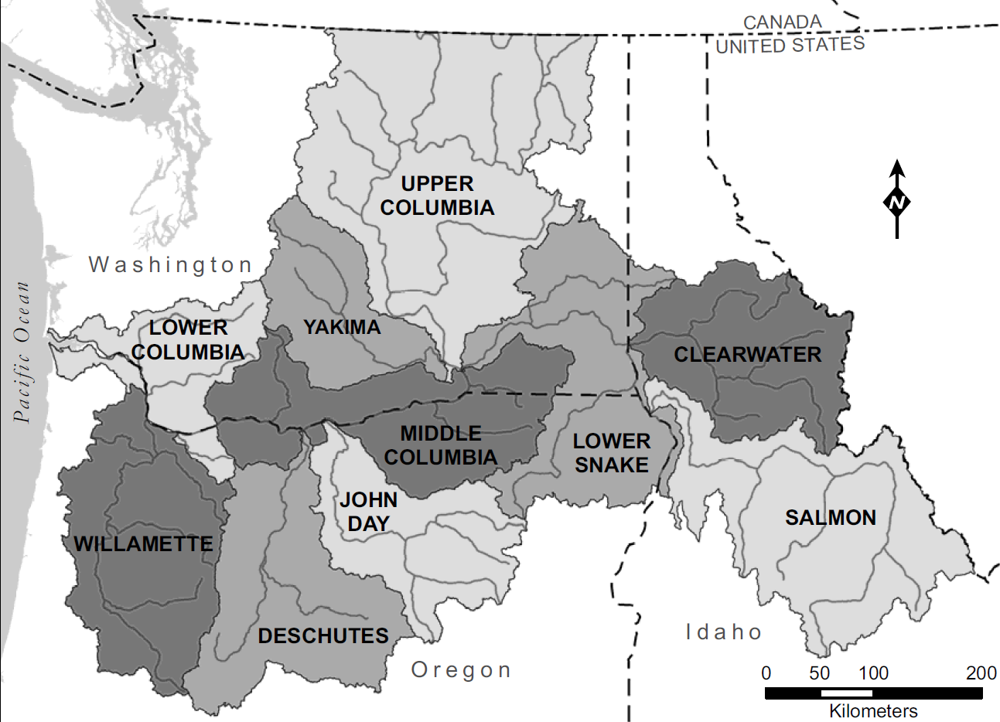 CANADA
UNITED STATES
UPPER
COLUMBIA
N
Washington
Pacific Ocean
LOWER
COLUMBIA
YAKIMA
CLEARWATER
MIDDLE
COLUMBIA
LOWER
SNAKE
JOHN
DAY
SALMON
WILLAMETTE
DESCHUTES
Idaho
Oregon
0 50 100 200
Kilometers